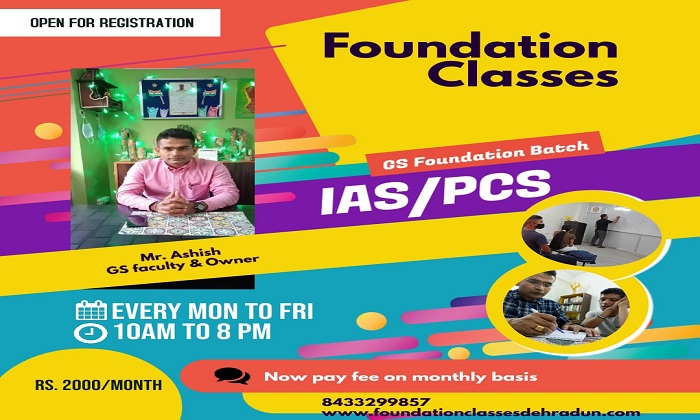 OPEN FOR REGISTRATION
Foundation
Classes
GS Foundation Batch
IAS/PCS
Mr. Ashish
GS faculty & Owner
EVERY MON TO FRI
10AM TO 8 PM
RS. 2000/MONTH
Now pay fee on monthly basis
8433299857
www.foundationclassesdehradun.com